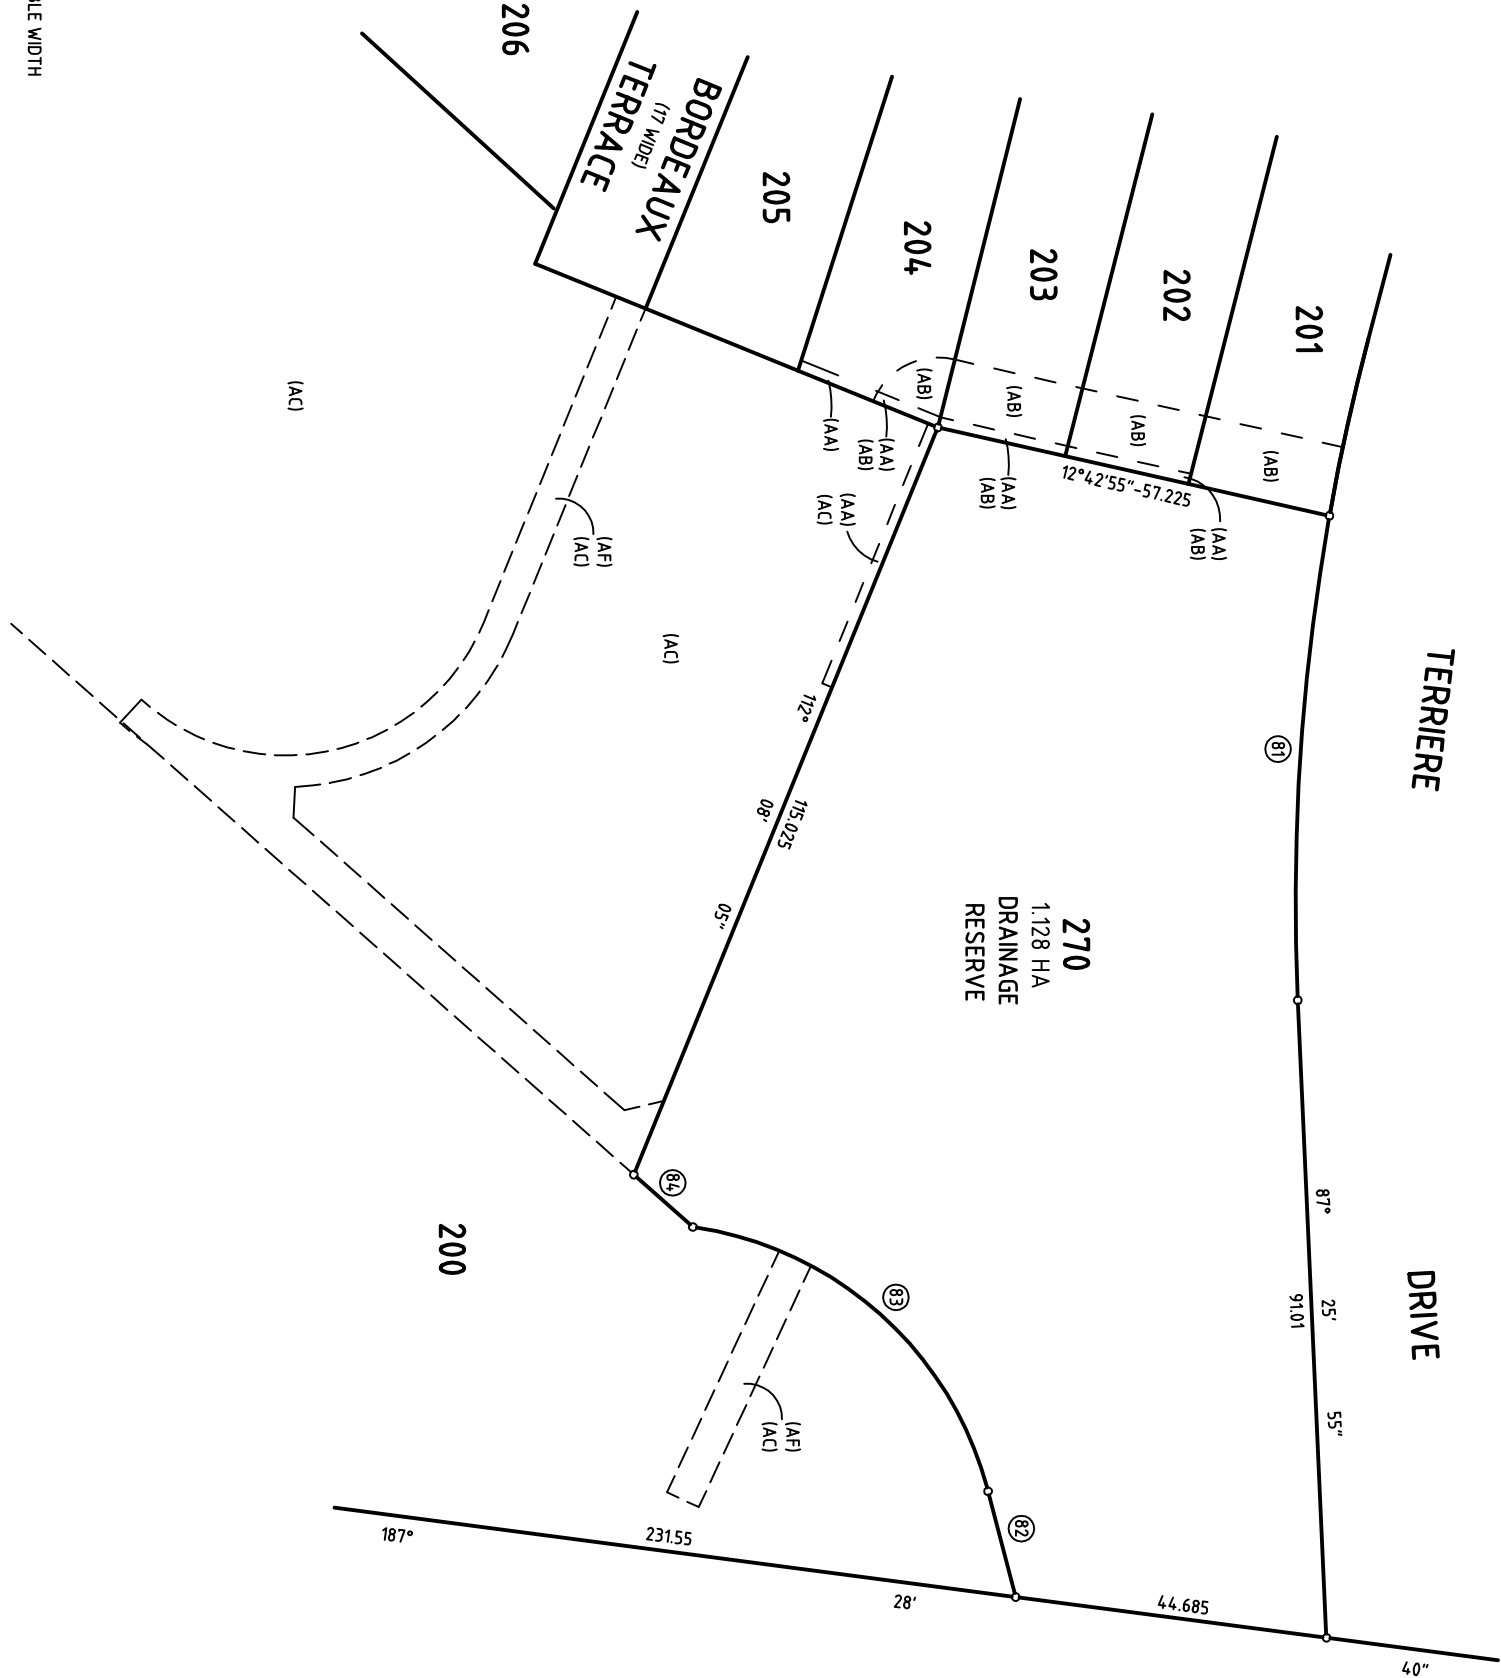 BLE WIDTH
206
BORDEAUX
(17 WIDE)
TERRACE
205
204
203
202
201
(AB)
(AB)
(AB)
(AB)
(AA)
(AA)
(AB)
(AA)
(AB)
(AA)
(AB)
12°42'55"-57.225
(AA)
(AC)
(AC)
(AF)
(AC)
(AC)
TERRIERE
DRIVE
81
112°
115.025
08'
05"
270
1.128 HA
DRAINAGE
RESERVE
87°
25'
91.01
55"
84
83
82
200
(AF)
(AC)
187°
231.55
28'
44.685
40"